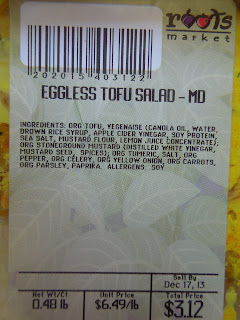 roots
market
202015 403122
EGGLESS TOFU SALAD - MD
INGREDIENTS: ORG TOFU, VEGENAISE (CANOLA OIL, WATER,
BROWN RICE SYRUP, APPLE CIDER VINEGAR, SOY PROTEIN,
SEA SALT, MUSTARD FLOUR, LEMON JUICE CONCENTRATE),
ORG STONEGROUND MUSTARD (DISTILLED WHITE VINEGAR,
MUSTARD SEED, SPICES), ORG TUMERIC, SALT, ORG
PEPPER, ORG CELERY, ORG YELLOW ONION, ORG CARROTS,
ORG PARSLEY, PAPRIKA. ALLERGENS: SOY
Sell By
Dec 17, 13
Net Wt/Ct
Unit Price
Total Price
0.48 lb
$6.49/lb
$3.12